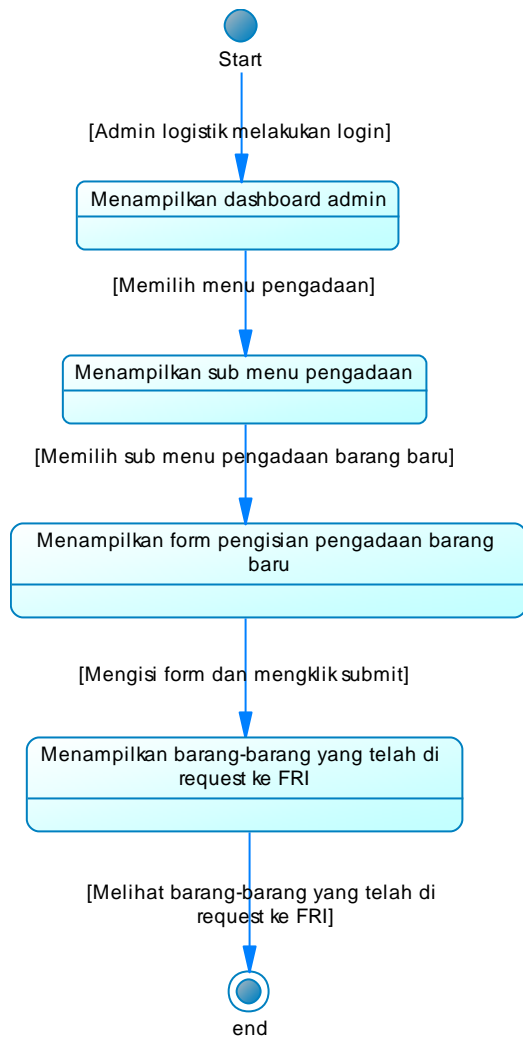 Start
[Admin logistik melakukan login]
Menampilkan dashboard admin
[Memilih menu pengadaan]
Menampilkan sub menu pengadaan
[Memilih sub menu pengadaan barang baru]
Menampilkan form pengisian pengadaan barang
baru
[Mengisi form dan mengklik submit]
Menampilkan barang-barang yang telah di
request ke FRI
[Melihat barang-barang yang telah di
request ke FRI]
end